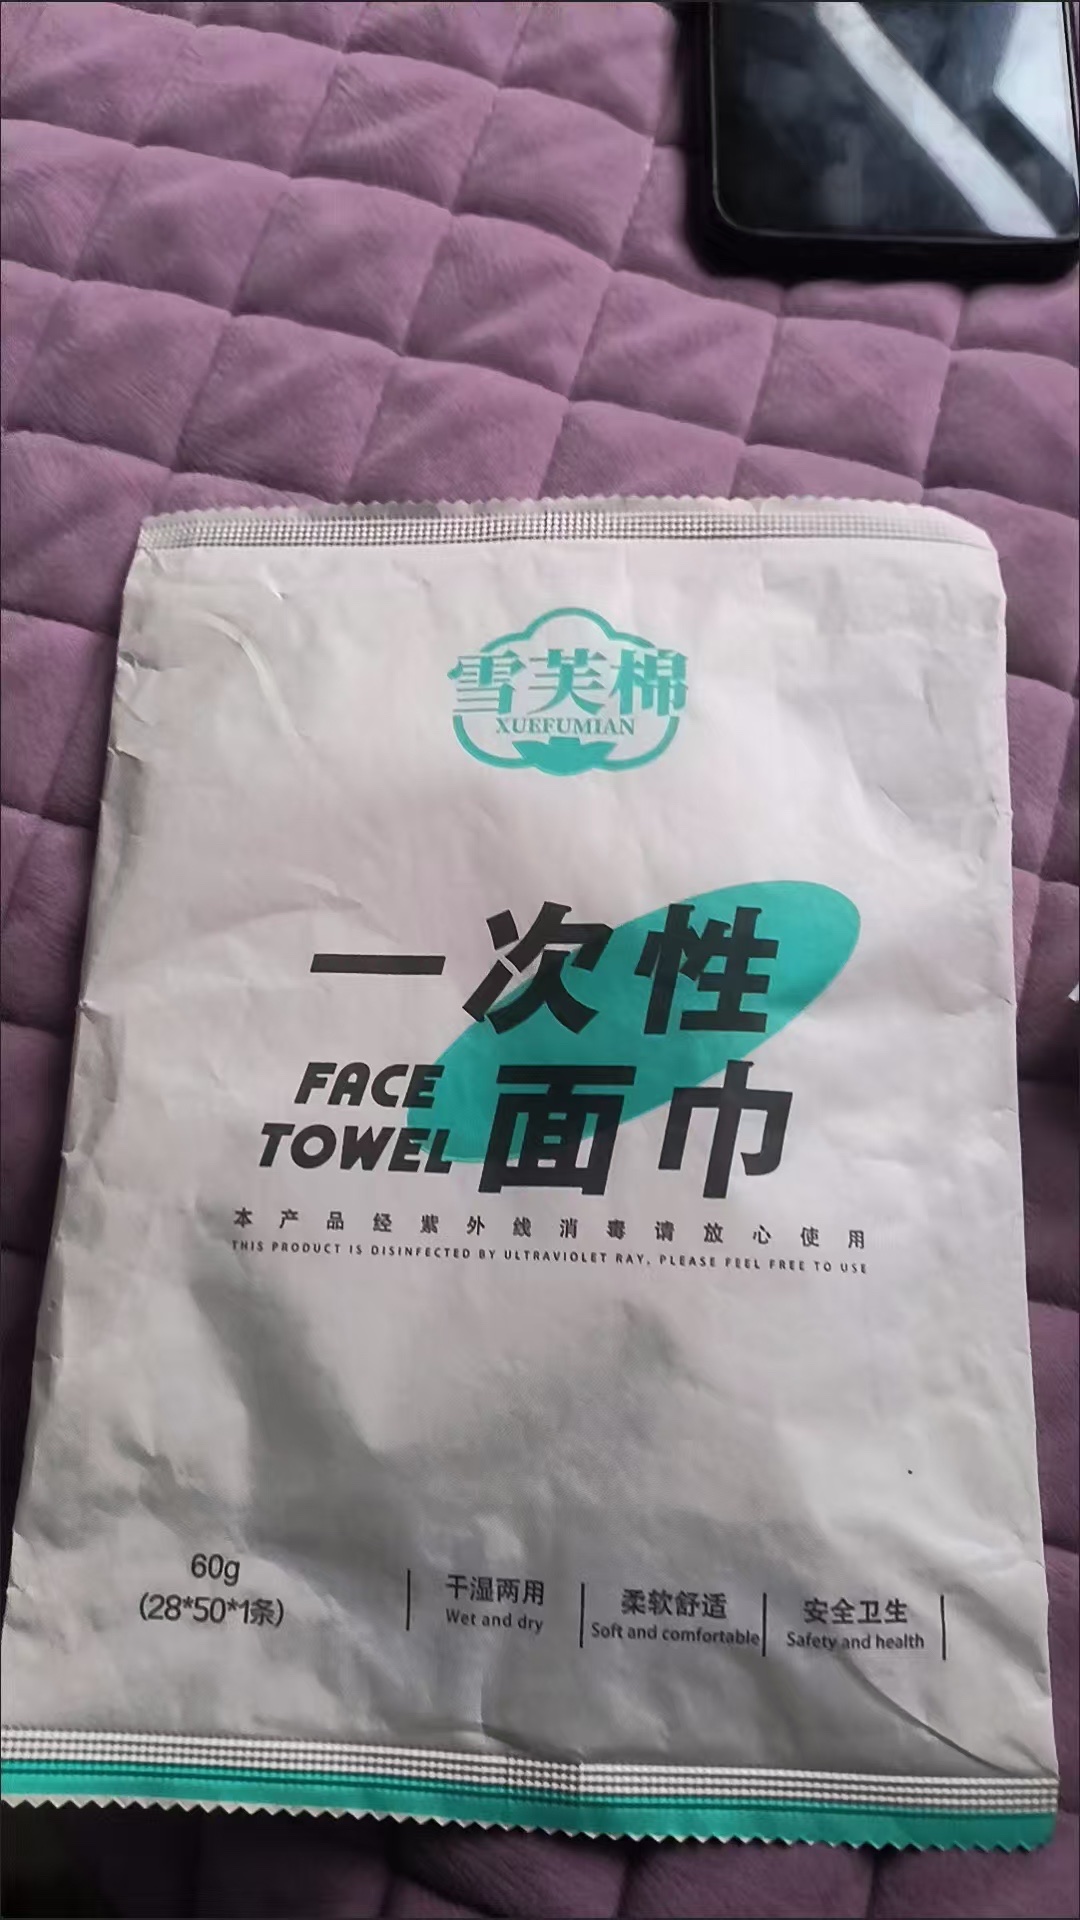 雪芙棉
XUEFUMIAN
一次性
FACE
TOWEL
面巾
本产品经紫外线消毒请放心使用
THIS PRODUCT IS DISINFECTED BY ULTRAVIOLET RAY, PLEASE FEEL FREE TO USE
60g
(28*50*1条)
干湿两用
Wet and dry
柔软舒适
Soft and comfortable
安全卫生
Safety and health